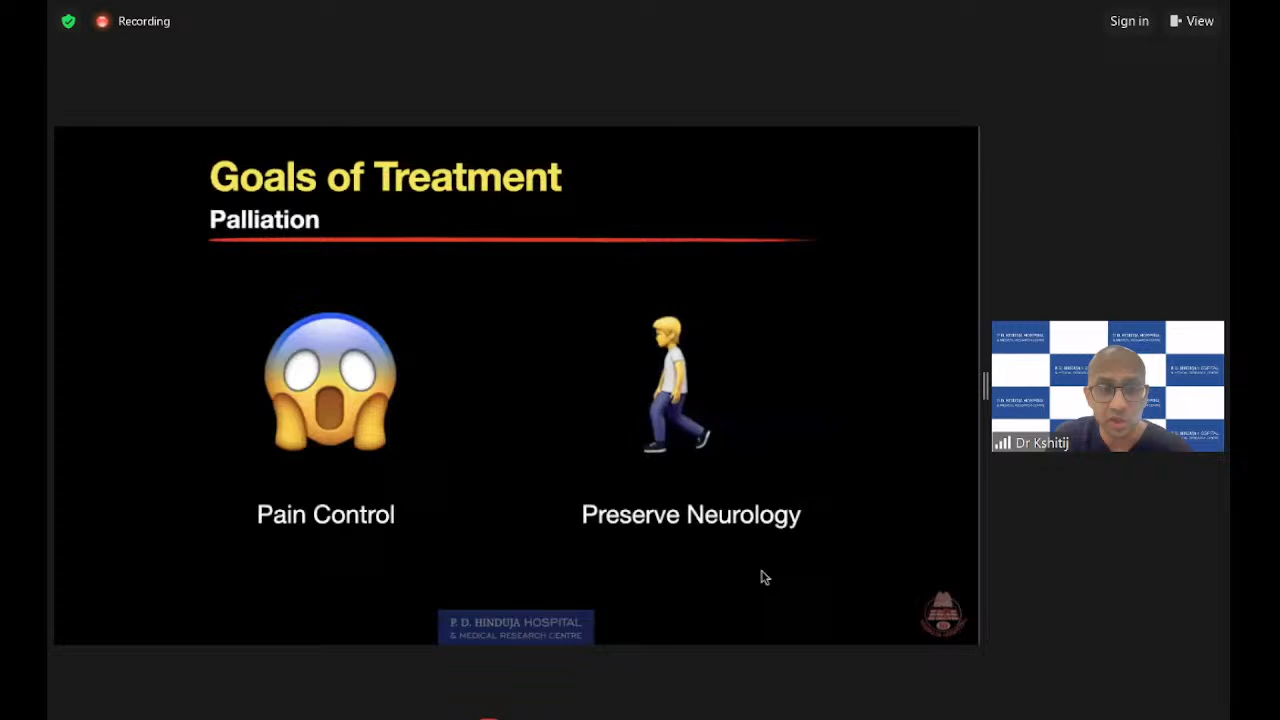 Recording
Sign in
View
Goals of Treatment
Palliation
Pain Control
Preserve Neurology
P. D. HINDUJA HOSPITAL
& MEDICAL RESEARCH CENTRE
Dr Kshitij